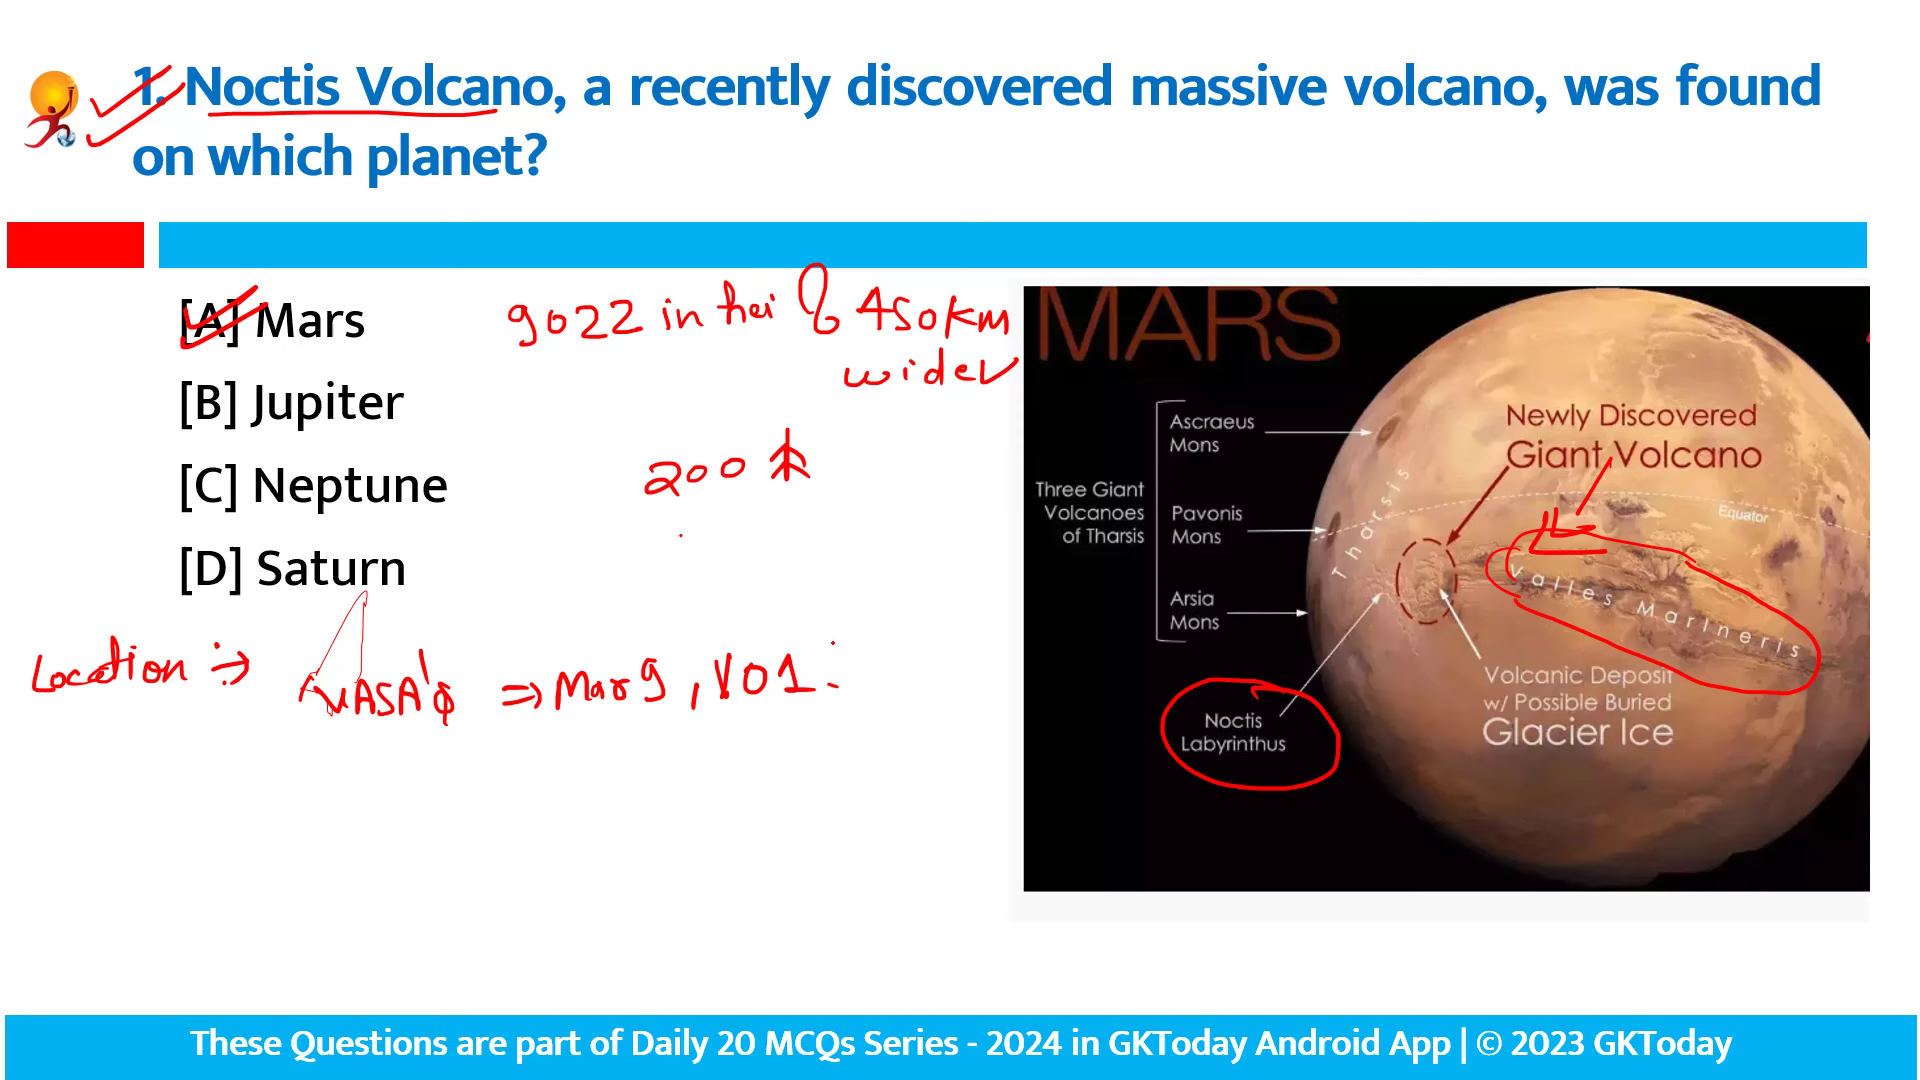 1. Noctis Volcano, a recently discovered massive volcano, was found
on which planet?
[A] Mars
[B] Jupiter
[C] Neptune
[D] Saturn
9022 in hei & 450km
wider
200
Location :→
NASA's ⇒ Mars, VO1:
MARS
Newly Discovered
Giant Volcano
Three Giant
Volcanoes
of Tharsis
Ascraeus
Mons
Pavonis
Mons
Arsia
Mons
Tharsis
Equator
Valles Marineris
Noctis
Labyrinthus
Volcanic Deposit
w/ Possible Buried
Glacier Ice
These Questions are part of Daily 20 MCQs Series - 2024 in GKToday Android App | © 2023 GKToday